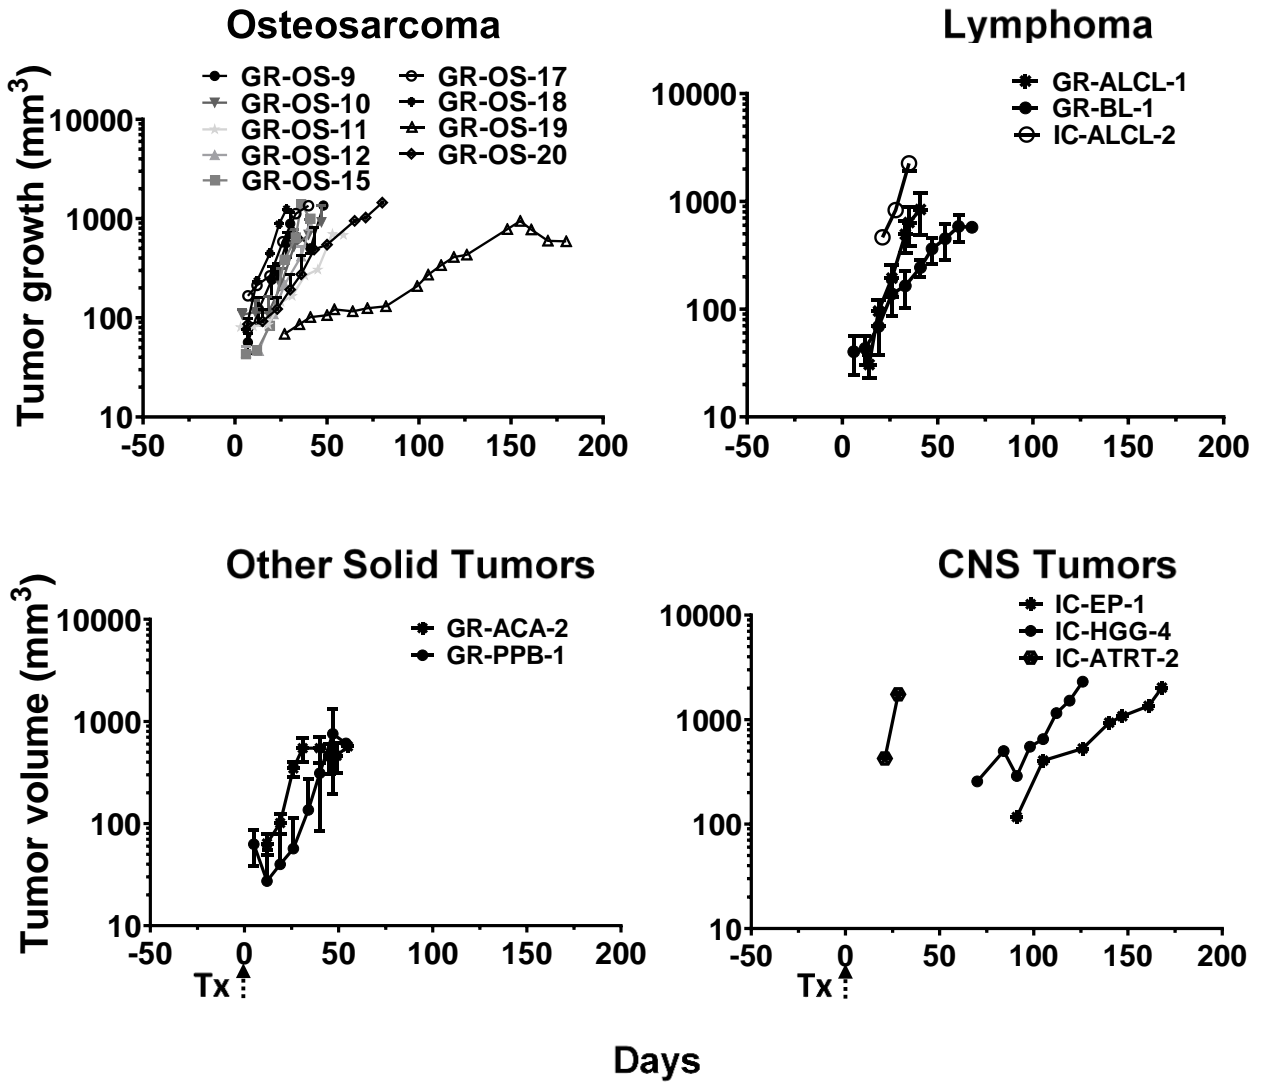 Osteosarcoma
GR-OS-9
GR-OS-10
GR-OS-11
GR-OS-12
GR-OS-15
GR-OS-17
GR-OS-18
GR-OS-19
GR-OS-20
Tumor growth (mm³)
10000
1000
100
10
-50 0 50 100 150 200
Lymphoma
GR-ALCL-1
GR-BL-1
IC-ALCL-2
10000
1000
100
10
-50 0 50 100 150 200
Other Solid Tumors
GR-ACA-2
GR-PPB-1
Tumor volume (mm³)
10000
1000
100
10
-50 0 50 100 150 200
Tx
CNS Tumors
IC-EP-1
IC-HGG-4
IC-ATRT-2
10000
1000
100
10
-50 0 50 100 150 200
Tx
Days